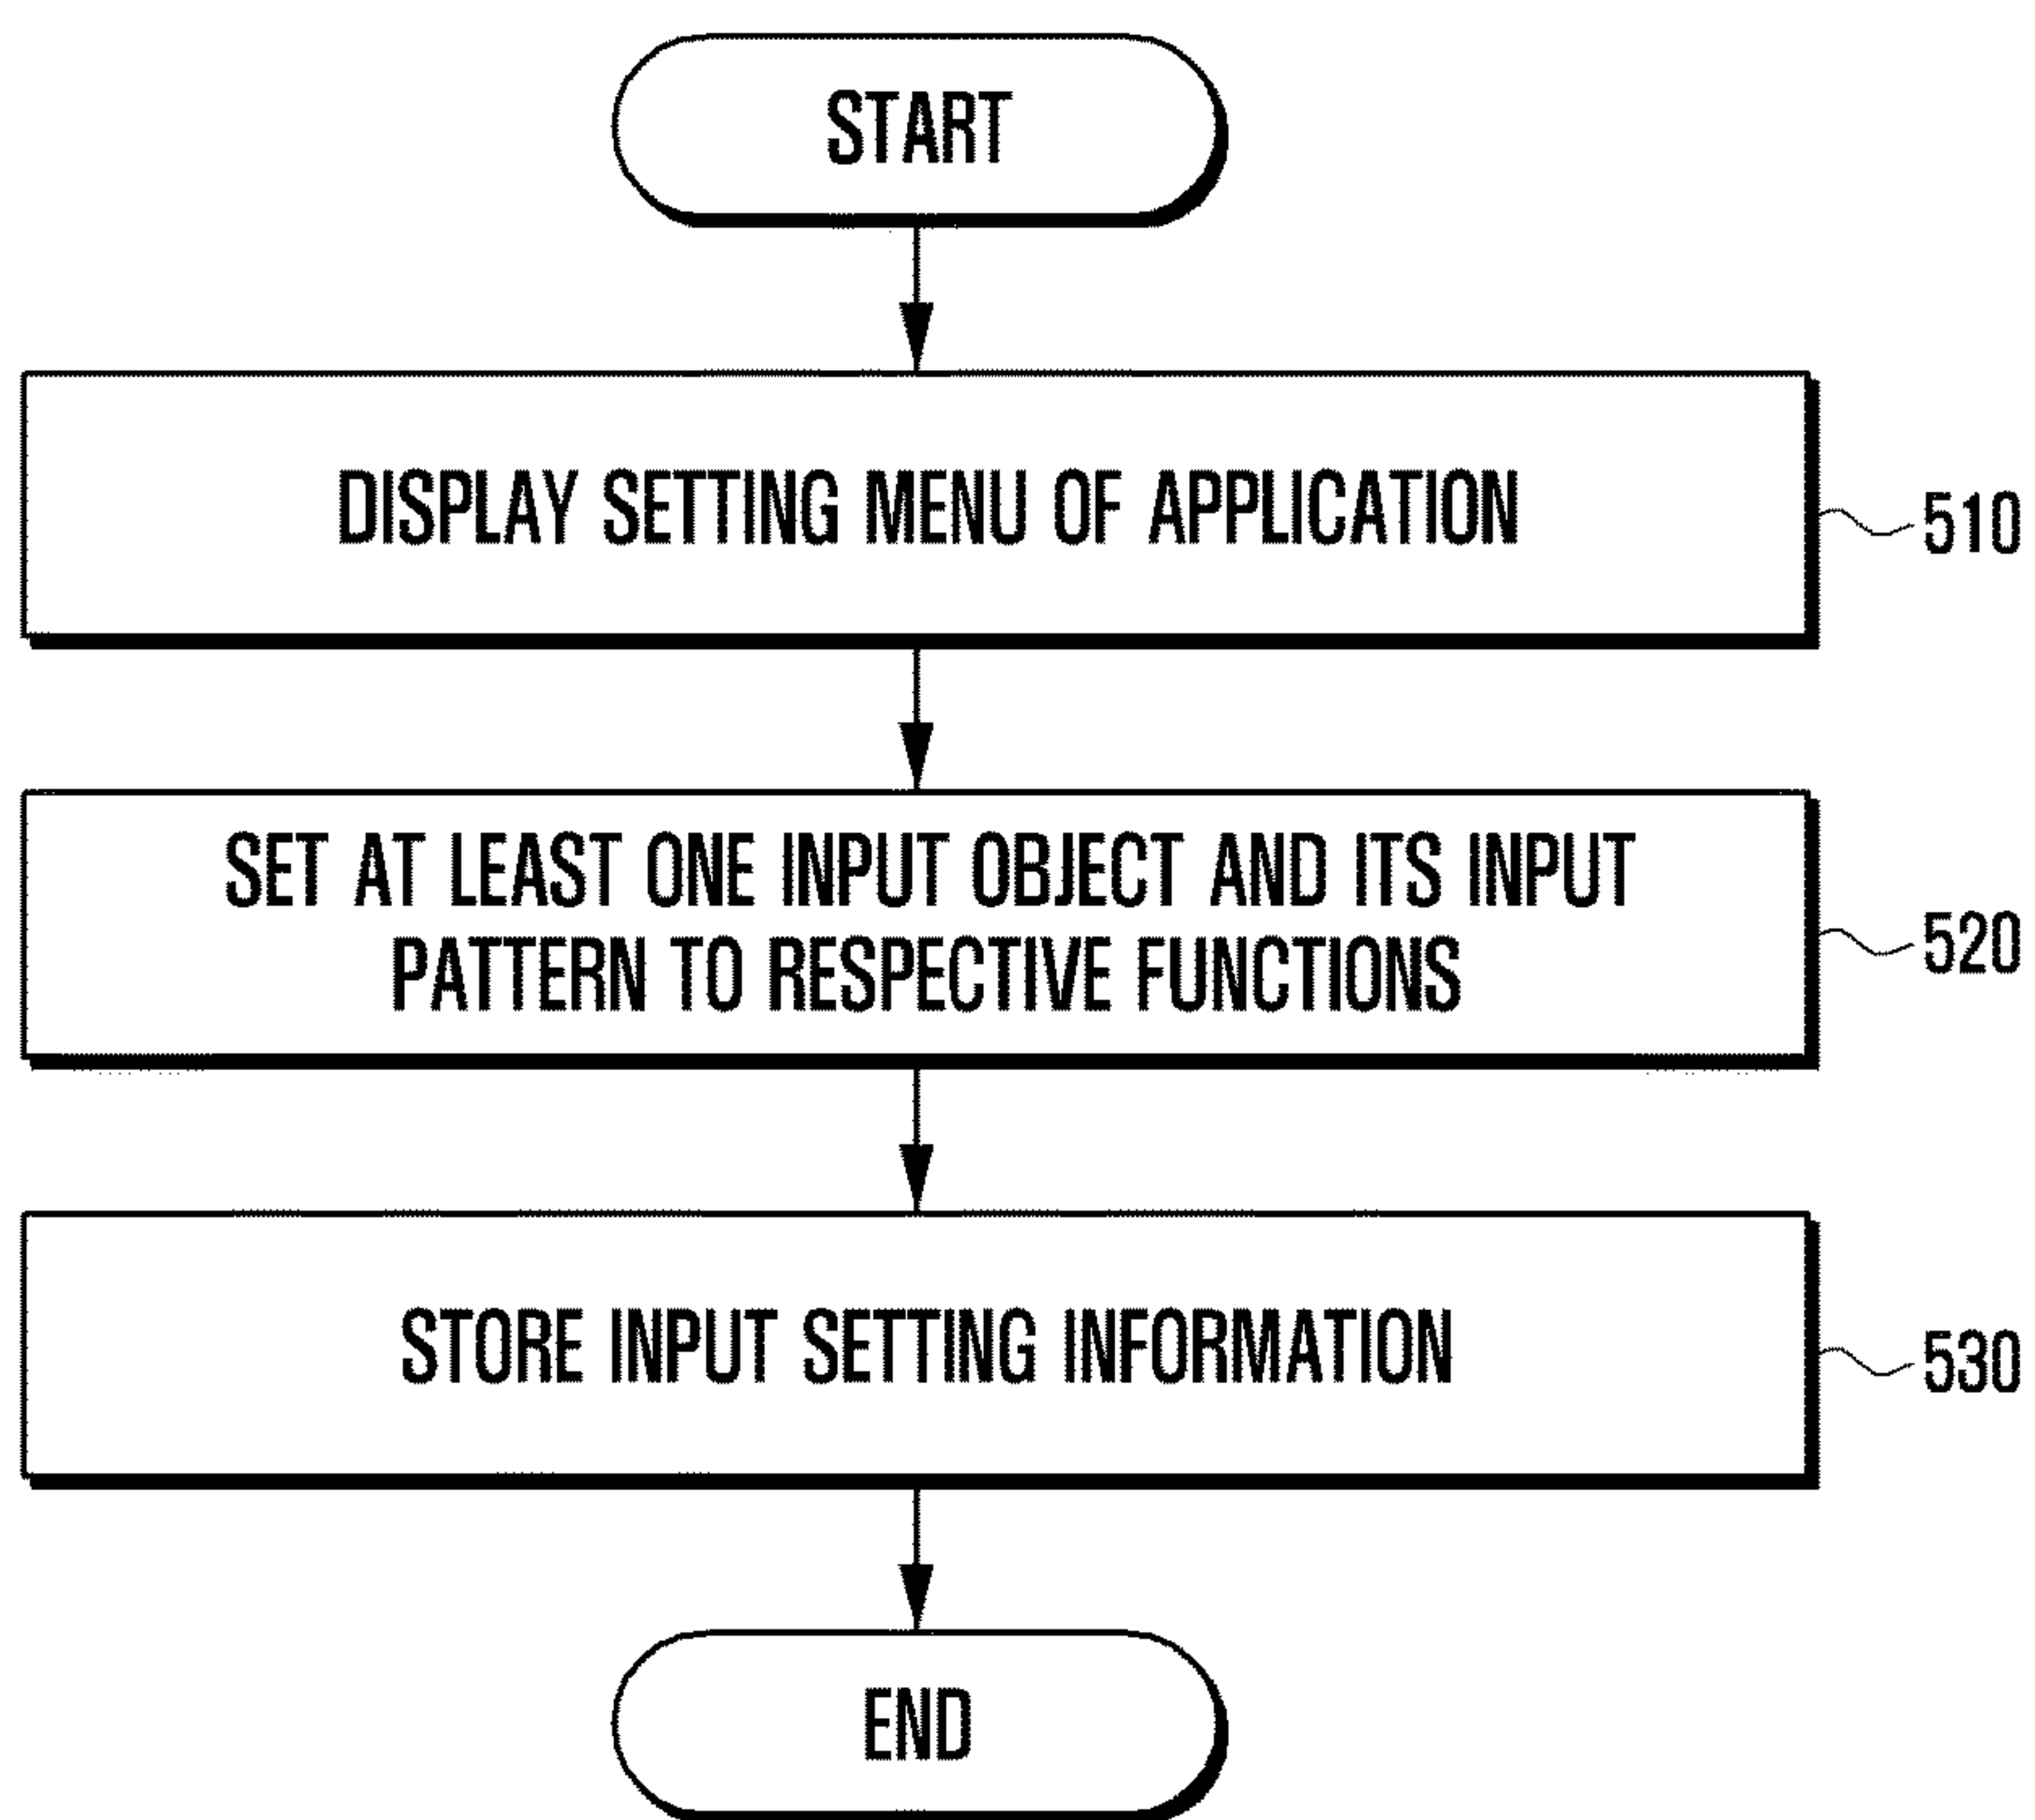 START
DISPLAY SETTING MENU OF APPLICATION
510
SET AT LEAST ONE INPUT OBJECT AND ITS INPUT
PATTERN TO RESPECTIVE FUNCTIONS
520
STORE INPUT SETTING INFORMATION
530
END